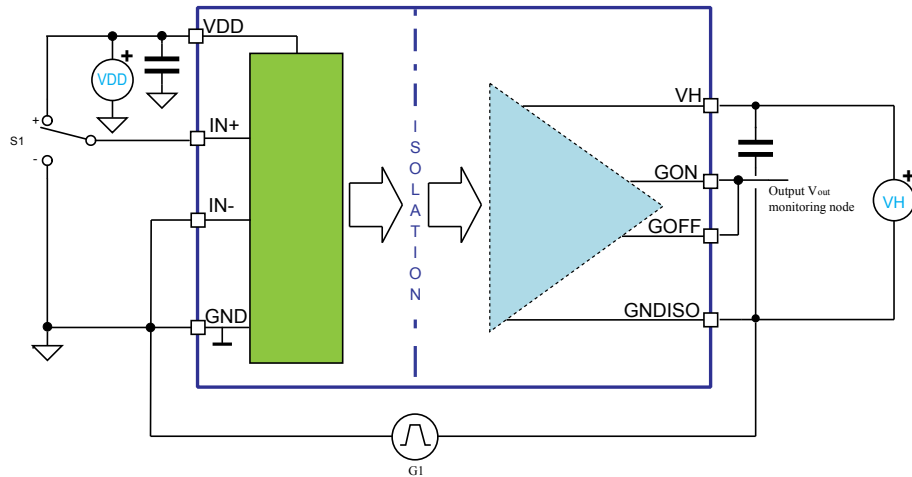 VDD
+
VDD
+
S1
-
IN+
IN-
GND
ISOLATION
VH
GON
GOFF
GNDISO
Output Vout
monitoring node
+
VH
G1